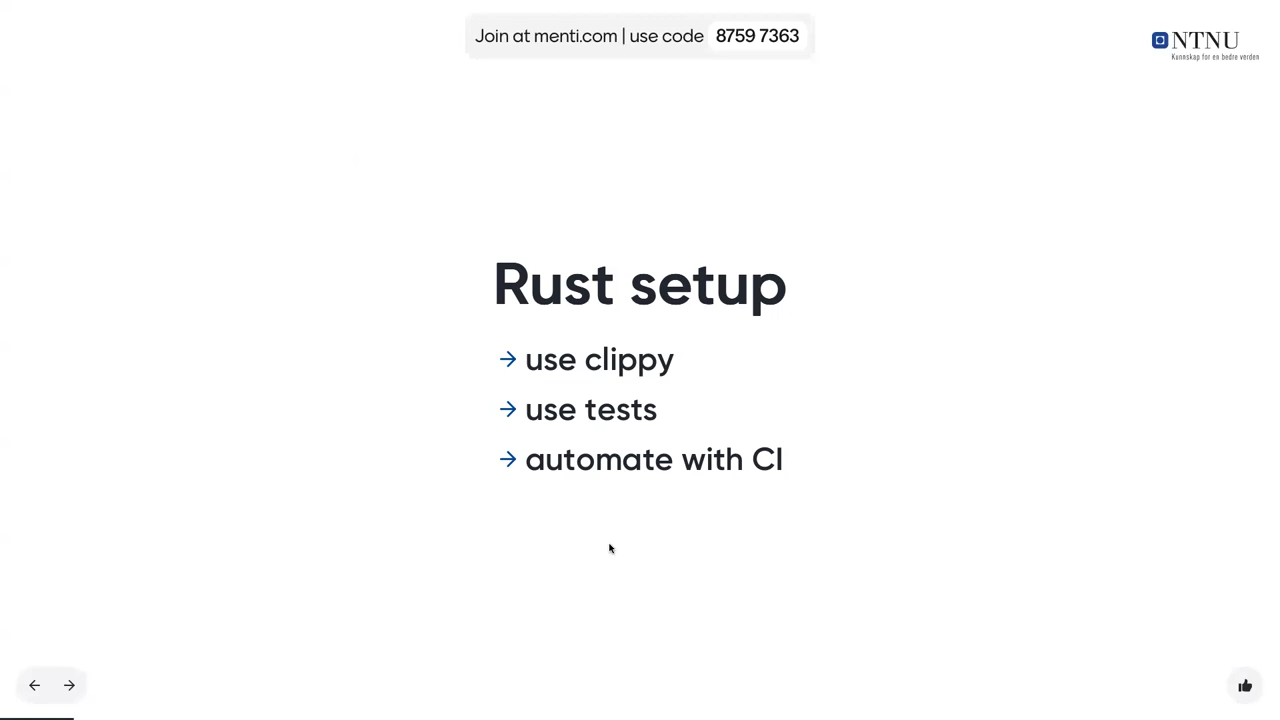 Join at menti.com | use code 8759 7363
NTNU
Kunnskap for en bedre verden
Rust setup
→ use clippy
→ use tests
→ automate with CI